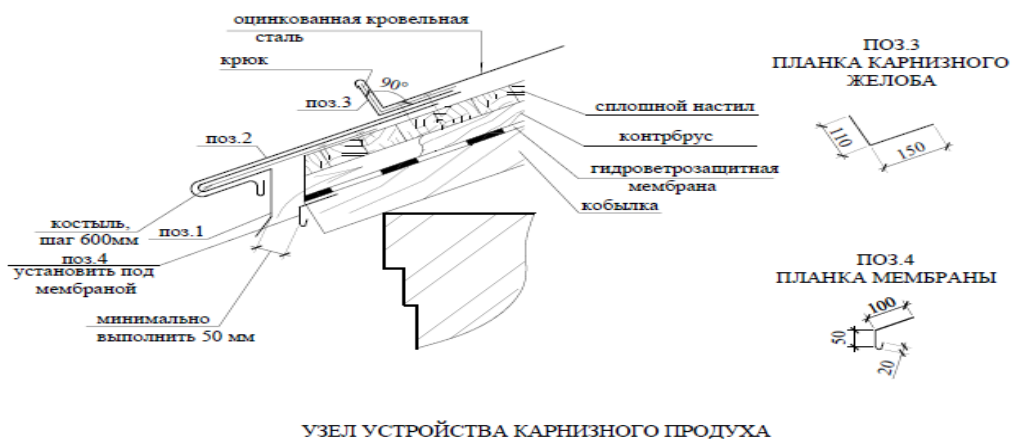 оцинкованная кровельная
сталь
крюк
90°
поз.3
поз.2
сплошной настил
контрбрус
гидроветрозащитная
мембрана
кобылка
костыль,
шаг 600мм
поз.1
поз.4
установить под
мембраной
минимально
выполнить 50 мм
ПОЗ.3
ПЛАНКА КАРНИЗНОГО
ЖЕЛОБА
110
150
ПОЗ.4
ПЛАНКА МЕМБРАНЫ
100
50
20
УЗЕЛ УСТРОЙСТВА КАРНИЗНОГО ПРОДУХА